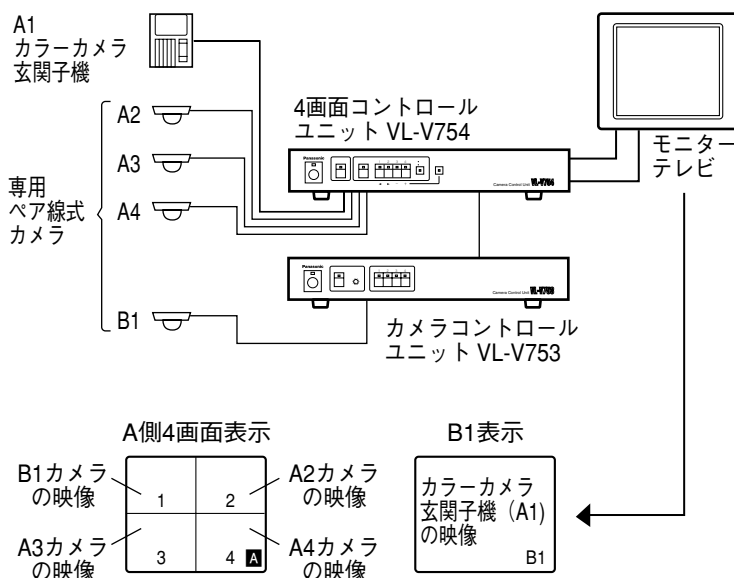 A1
カラーカメラ
玄関子機
A2
A3
A4
B1
専用
ペア線式
カメラ
4画面コントロール
ユニット VL-V754
モニター
テレビ
Panasonic
Camera Control Unit VL-V754
Panasonic
Camera Control Unit VL-V753
カメラコントロール
ユニット VL-V753
A側4画面表示
B1カメラ
の映像
A2カメラ
の映像
A3カメラ
の映像
A4カメラ
の映像
1
2
3
4 A
B1表示
カラーカメラ
玄関子機（A1)
の映像
B1